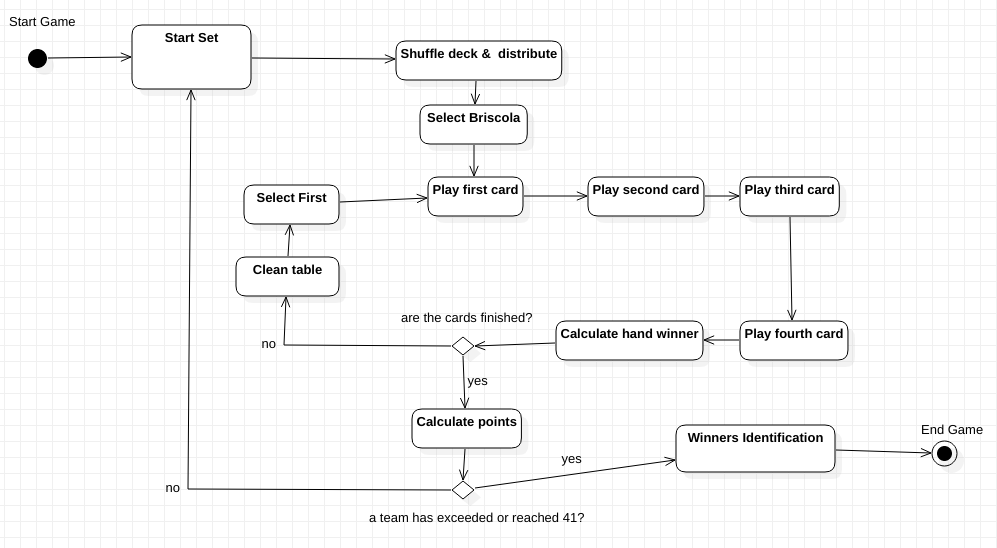 Start Game
Start Set
Shuffle deck & distribute
Select Briscola
Select First
Play first card
Play second card
Play third card
Clean table
are the cards finished?
Calculate hand winner
Play fourth card
no
yes
Calculate points
Winners Identification
End Game
yes
no
a team has exceeded or reached 41?